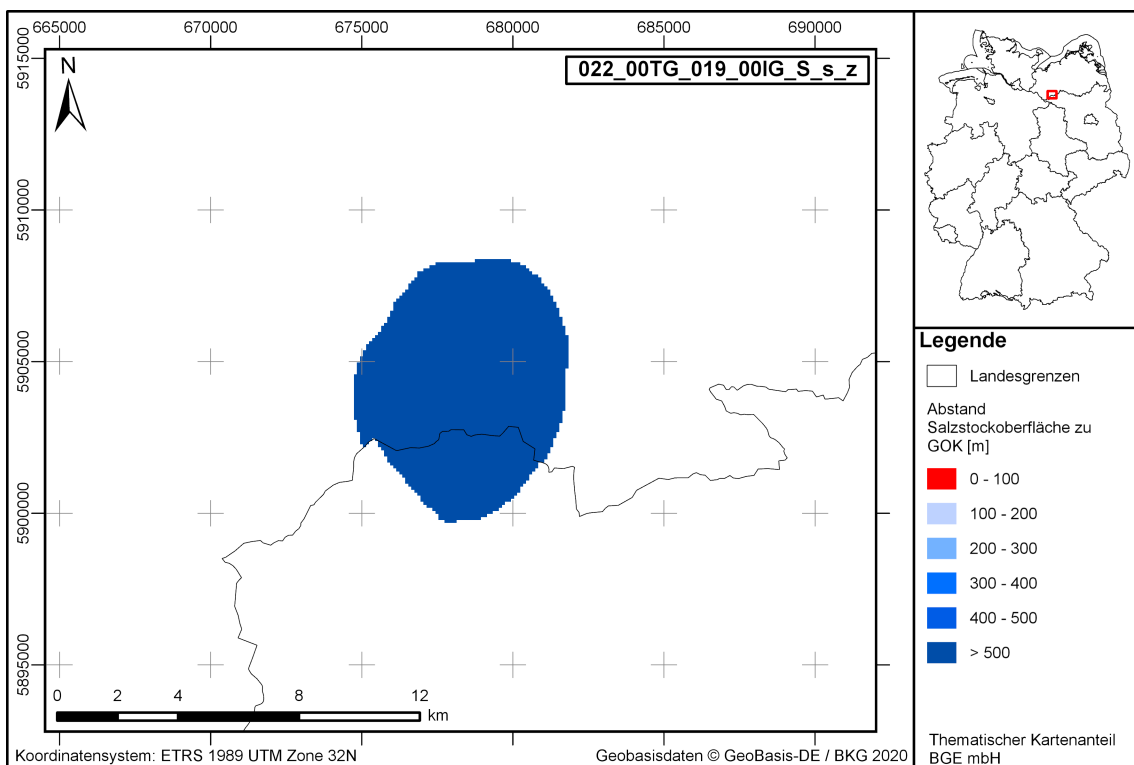 665000 670000 675000 680000 685000 690000
5915000
5910000
5905000
5900000
5895000
N
022_00TG_019_00IG_S_s_z
0 2 4 8 12
km
Koordinatensystem: ETRS 1989 UTM Zone 32N
Geobasisdaten © GeoBasis-DE / BKG 2020
Legende
Landesgrenzen
Abstand
Salzstockoberfläche zu
GOK [m]
0 - 100
100 - 200
200 - 300
300 - 400
400 - 500
> 500
Thematischer Kartenanteil
BGE mbH